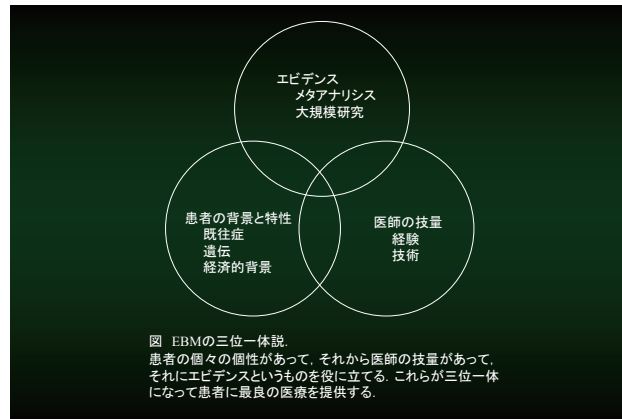 エビデンス
メタアナリシス
大規模研究
患者の背景と特性
既往症
遺伝
経済的背景
医師の技量
経験
技術
図 EBMの三位一体説.
患者の個々の個性があって, それから医師の技量があって,
それにエビデンスというものを役に立てる. これらが三位一体
になって患者に最良の医療を提供する.